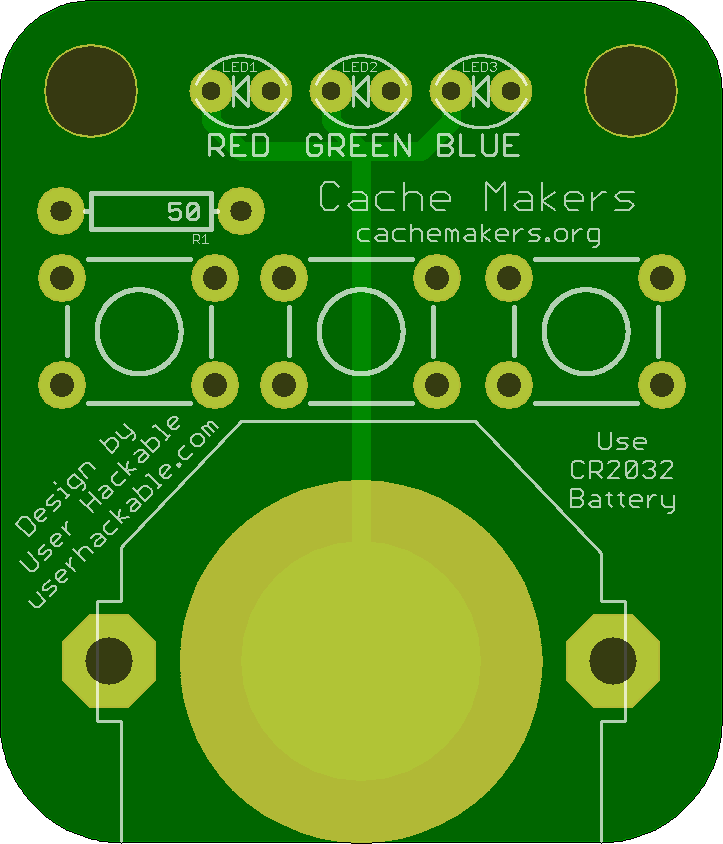 LED1 LED2 LED3
RED GREEN BLUE
Cache Makers
cachemakers.org
50
R1
Design by
User Hackable
userhackable.com
Use
CR2032
Battery